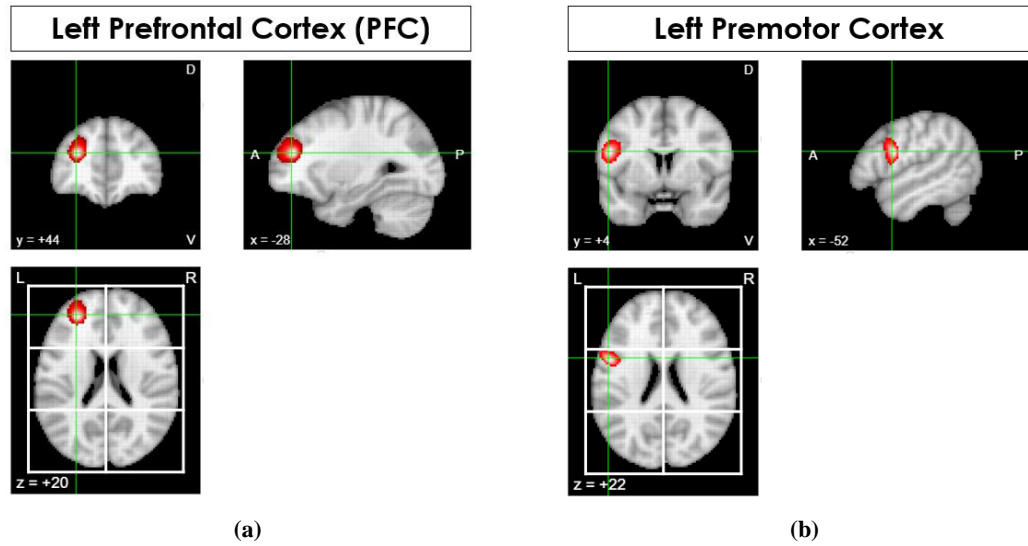 Left Prefrontal Cortex (PFC)
D
y = +44
V
A
P
x = -28
L
R
z = +20
(a)
Left Premotor Cortex
D
y = +4
V
A
P
x = -52
L
R
z = +22
(b)